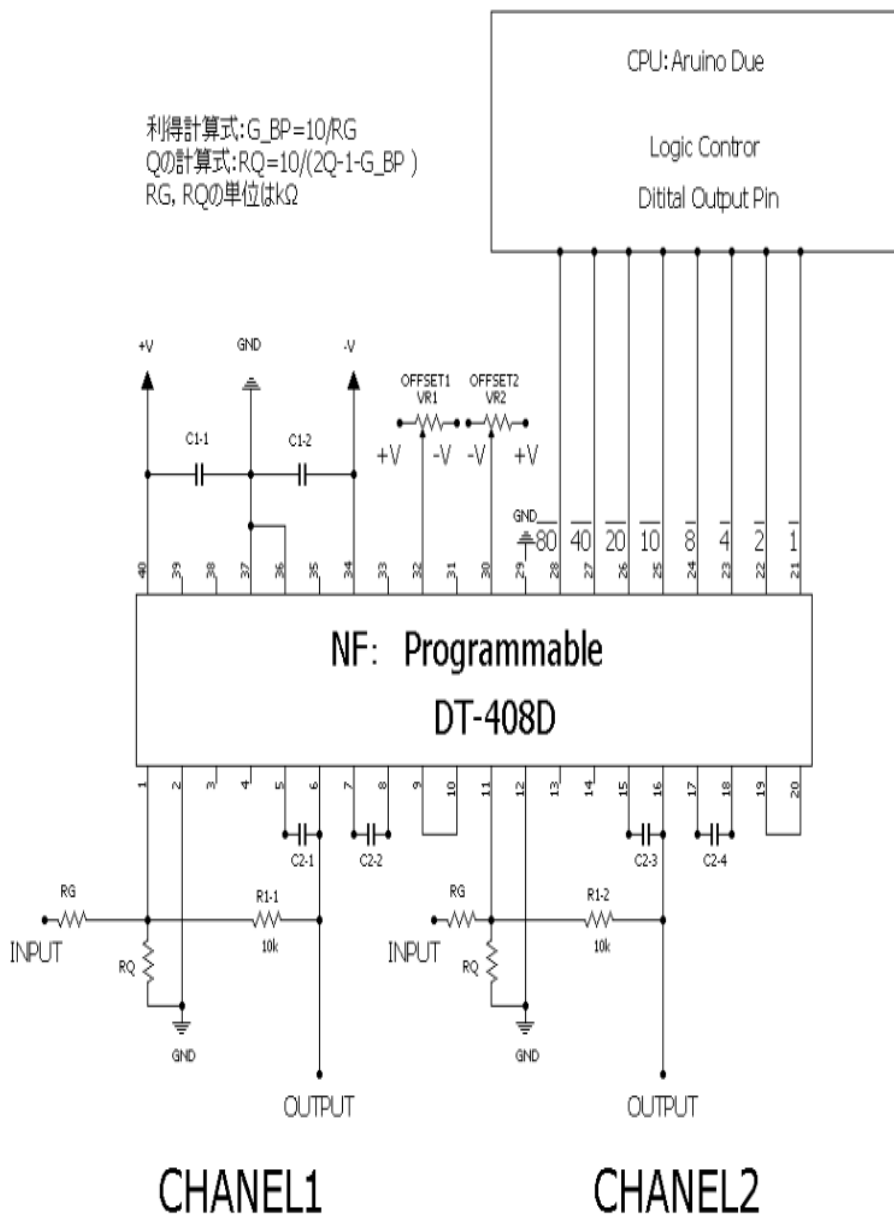 CPU: Aruino Due
Logic Contror
Ditital Output Pin
利得計算式:G_BP=10/RG
Qの計算式:RQ=10/(2Q-1-G_BP )
RG, RQの単位はkΩ
+V
GND
-V
OFFSET1
VR1
OFFSET2
VR2
C1-1
C1-2
+V
-V
-V
+V
GND
80
40
20
10
8
4
2
1
40
39
38
37
36
35
34
33
32
31
30
29
28
27
26
25
24
23
22
21
NF: Programmable
DT-408D
1
2
3
4
5
6
7
8
9
10
11
12
13
14
15
16
17
18
19
20
C2-1
C2-2
C2-3
C2-4
RG
R1-1
10k
INPUT
RQ
GND
OUTPUT
RG
R1-2
10k
INPUT
RQ
GND
OUTPUT
CHANEL1
CHANEL2